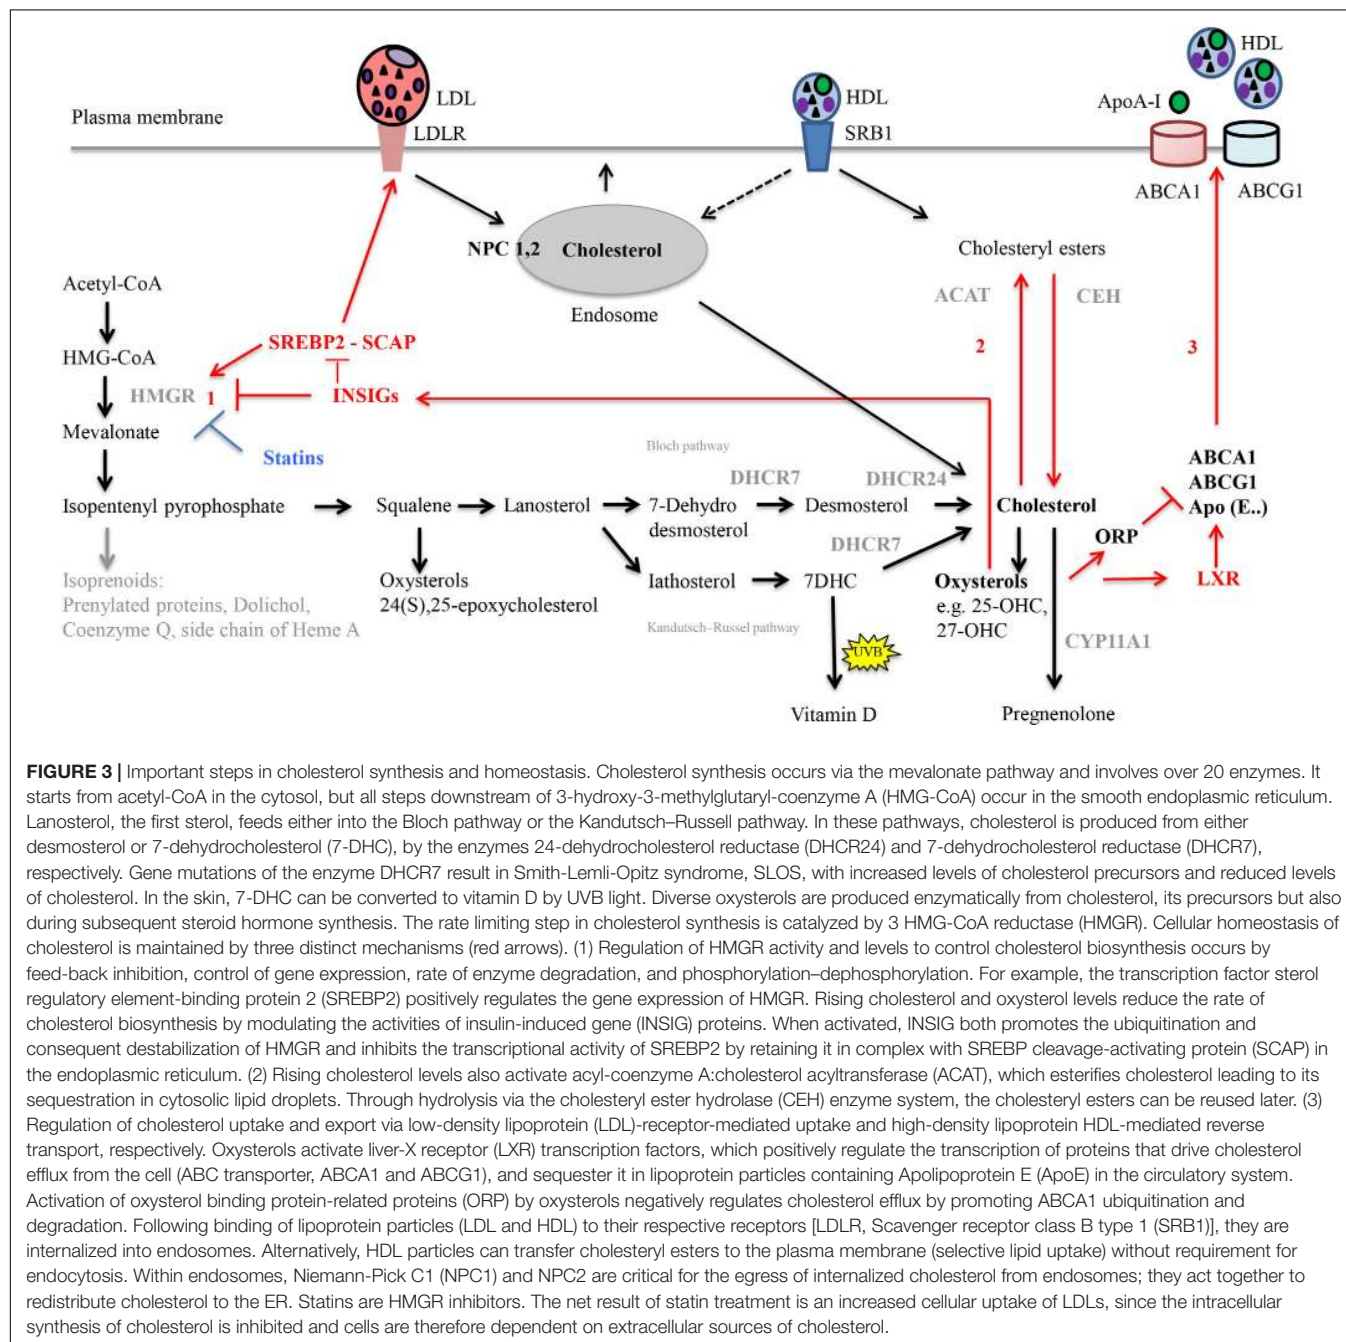 LDL
LDLR
HDL
SRB1
HDL
ApoA-I
Plasma membrane
ABCA1
ABCG1
NPC 1,2
Cholesterol
Endosome
Cholesteryl esters
ACAT
CEH
2
3
Acetyl-CoA
HMG-CoA
HMGR
1
SREBP2 - SCAP
INSIGs
Mevalonate
Statins
Bloch pathway
DHCR7
DHCR24
ABCA1
ABCG1
Apo (E..)
Isopentenyl pyrophosphate
Squalene
Lanosterol
7-Dehydro
desmosterol
Desmosterol
Cholesterol
DHCR7
ORP
Isoprenoids:
Prenylated proteins, Dolichol,
Coenzyme Q, side chain of Heme A
Oxysterols
24(S),25-epoxycholesterol
Iathosterol
7DHC
Oxysterols
e.g. 25-OHC,
27-OHC
LXR
Kandutsch–Russel pathway
CYP11A1
UVB
Vitamin D
Pregnenolone
FIGURE 3 | Important steps in cholesterol synthesis and homeostasis. Cholesterol synthesis occurs via the mevalonate pathway and involves over 20 enzymes. It
starts from acetyl-CoA in the cytosol, but all steps downstream of 3-hydroxy-3-methylglutaryl-coenzyme A (HMG-CoA) occur in the smooth endoplasmic reticulum.
Lanosterol, the first sterol, feeds either into the Bloch pathway or the Kandutsch–Russell pathway. In these pathways, cholesterol is produced from either
desmosterol or 7-dehydrocholesterol (7-DHC), by the enzymes 24-dehydrocholesterol reductase (DHCR24) and 7-dehydrocholesterol reductase (DHCR7),
respectively. Gene mutations of the enzyme DHCR7 result in Smith-Lemli-Opitz syndrome, SLOS, with increased levels of cholesterol precursors and reduced levels
of cholesterol. In the skin, 7-DHC can be converted to vitamin D by UVB light. Diverse oxysterols are produced enzymatically from cholesterol, its precursors but also
during subsequent steroid hormone synthesis. The rate limiting step in cholesterol synthesis is catalyzed by 3 HMG-CoA reductase (HMGR). Cellular homeostasis of
cholesterol is maintained by three distinct mechanisms (red arrows). (1) Regulation of HMGR activity and levels to control cholesterol biosynthesis occurs by
feed-back inhibition, control of gene expression, rate of enzyme degradation, and phosphorylation–dephosphorylation. For example, the transcription factor sterol
regulatory element-binding protein 2 (SREBP2) positively regulates the gene expression of HMGR. Rising cholesterol and oxysterol levels reduce the rate of
cholesterol biosynthesis by modulating the activities of insulin-induced gene (INSIG) proteins. When activated, INSIG both promotes the ubiquitination and
consequent destabilization of HMGR and inhibits the transcriptional activity of SREBP2 by retaining it in complex with SREBP cleavage-activating protein (SCAP) in
the endoplasmic reticulum. (2) Rising cholesterol levels also activate acyl-coenzyme A:cholesterol acyltransferase (ACAT), which esterifies cholesterol leading to its
sequestration in cytosolic lipid droplets. Through hydrolysis via the cholesteryl ester hydrolase (CEH) enzyme system, the cholesteryl esters can be reused later. (3)
Regulation of cholesterol uptake and export via low-density lipoprotein (LDL)-receptor-mediated uptake and high-density lipoprotein HDL-mediated reverse
transport, respectively. Oxysterols activate liver-X receptor (LXR) transcription factors, which positively regulate the transcription of proteins that drive cholesterol
efflux from the cell (ABC transporter, ABCA1 and ABCG1), and sequester it in lipoprotein particles containing Apolipoprotein E (ApoE) in the circulatory system.
Activation of oxysterol binding protein-related proteins (ORP) by oxysterols negatively regulates cholesterol efflux by promoting ABCA1 ubiquitination and
degradation. Following binding of lipoprotein particles (LDL and HDL) to their respective receptors [LDLR, Scavenger receptor class B type 1 (SRB1)], they are
internalized into endosomes. Alternatively, HDL particles can transfer cholesteryl esters to the plasma membrane (selective lipid uptake) without requirement for
endocytosis. Within endosomes, Niemann-Pick C1 (NPC1) and NPC2 are critical for the egress of internalized cholesterol from endosomes; they act together to
redistribute cholesterol to the ER. Statins are HMGR inhibitors. The net result of statin treatment is an increased cellular uptake of LDLs, since the intracellular
synthesis of cholesterol is inhibited and cells are therefore dependent on extracellular sources of cholesterol.